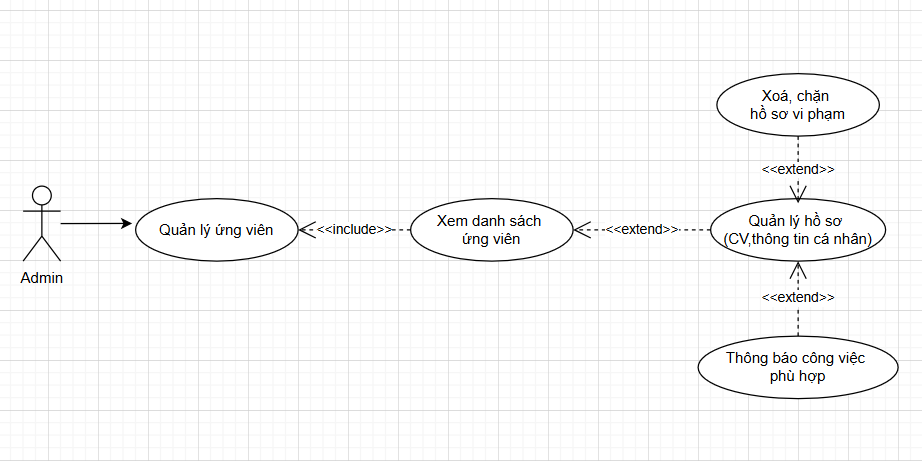 Xoá, chặn
hồ sơ vi phạm
<<extend>>
Admin
Quản lý ứng viên
<<include>>
Xem danh sách
ứng viên
<<extend>>
Quản lý hồ sơ
(CV,thông tin cá nhân)
<<extend>>
Thông báo công việc
phù hợp